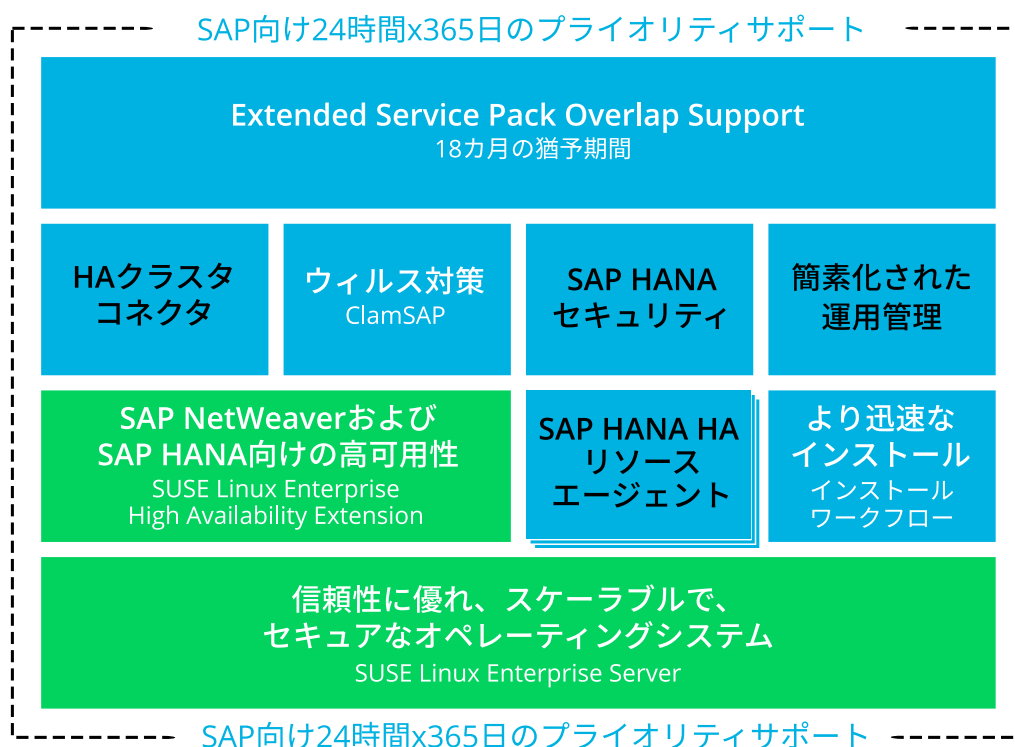 SAP向け24時間x365日のプライオリティサポート
Extended Service Pack Overlap Support
18カ月の猶予期間
HAクラスタ
コネクタ
ウィルス対策
ClamSAP
SAP HANA
セキュリティ
簡素化された
運用管理
SAP NetWeaverおよび
SAP HANA向けの高可用性
SUSE Linux Enterprise
High Availability Extension
SAP HANA HA
リソース
エージェント
より迅速な
インストール
インストール
ワークフロー
信頼性に優れ、スケーラブルで、
セキュアなオペレーティングシステム
SUSE Linux Enterprise Server
SAP向け24時間x365日のプライオリティサポート